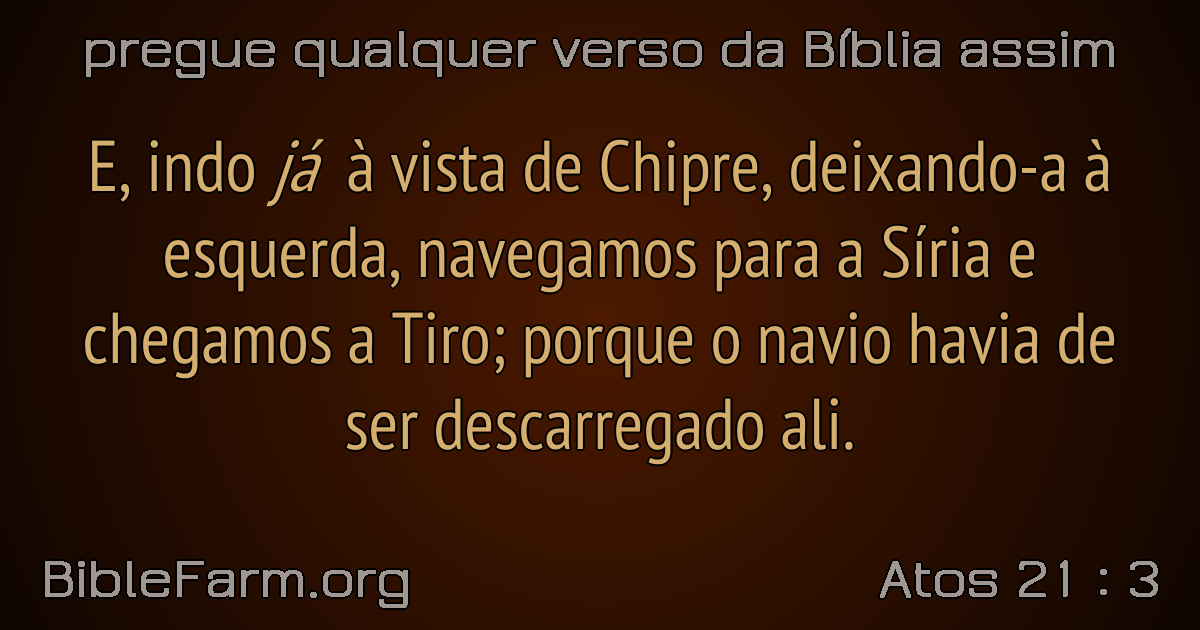 pregue qualquer verso da Bíblia assim
E, indo já à vista de Chipre, deixando-a à
esquerda, navegamos para a Síria e
chegamos a Tiro; porque o navio havia de
ser descarregado ali.
BibleFarm.org
Atos 21 : 3